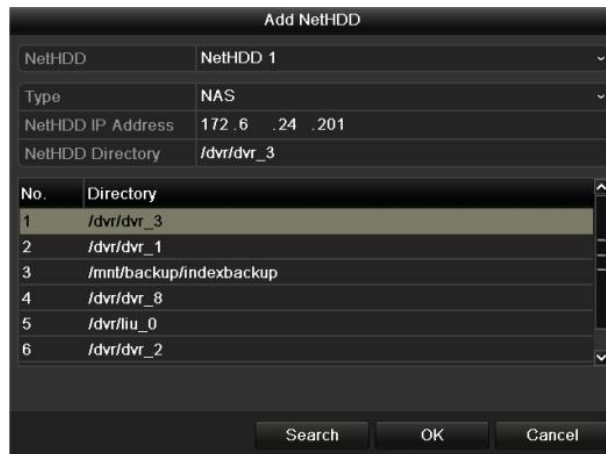 Add NetHDD
NetHDD NetHDD 1
Type NAS
NetHDD IP Address 172 .6 .24 .201
NetHDD Directory /dvr/dvr_3
No. Directory
1 /dvr/dvr_3
2 /dvr/dvr_1
3 /mnt/backup/indexbackup
4 /dvr/dvr_8
5 /dvr/liu_0
6 /dvr/dvr_2
Search OK Cancel